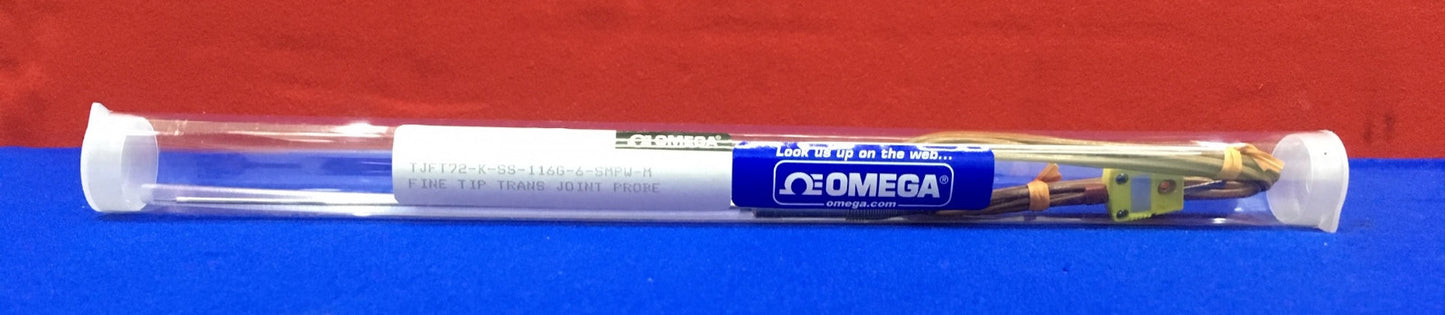 TJFT72-K-SS-116G-6-SMPW-M
FINE TIP TRANS JOINT PROBE
ΩOMEGA®
Look us up on the web...
ΩOMEGA®
omega.com